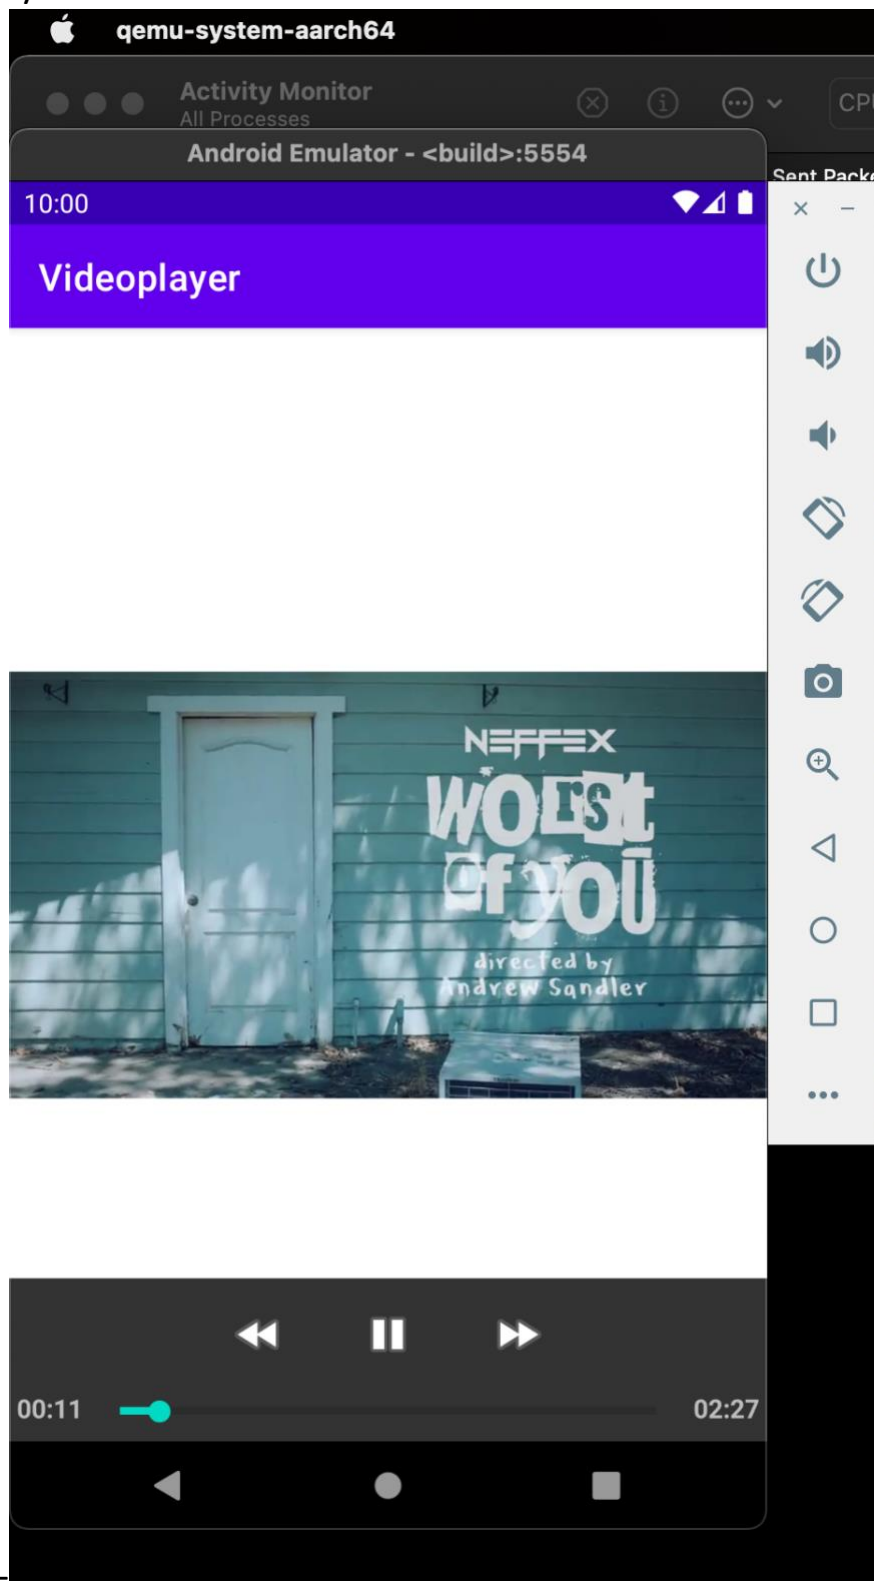 qemu-system-aarch64
Activity Monitor
All Processes
CPU
Android Emulator - <build>:5554
Sent Packe
10:00
Videoplayer
NEFFEX
worst
of you
directed by
Andrew Sandler
00:11
02:27